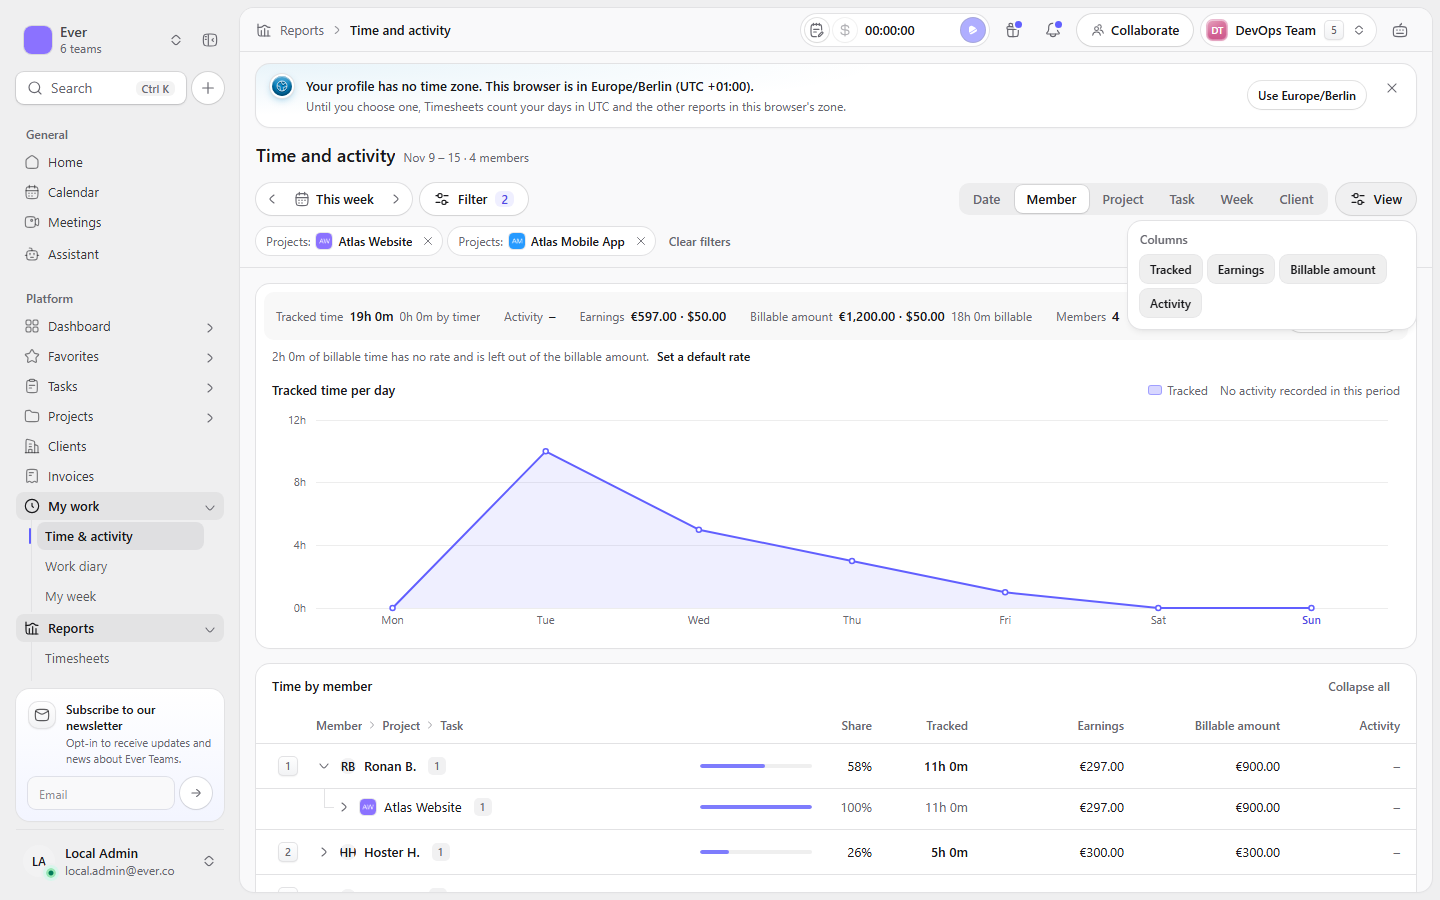 Ever
6 teams
Search
Ctrl K
General
Home
Calendar
Meetings
Assistant
Platform
Dashboard
Favorites
Tasks
Projects
Clients
Invoices
My work
Time & activity
Work diary
My week
Reports
Timesheets
Subscribe to our
newsletter
Opt-in to receive updates and
news about Ever Teams.
Email
LA
Local Admin
local.admin@ever.co
Reports
Time and activity
$
00:00:00
Collaborate
DT
DevOps Team
5
Your profile has no time zone. This browser is in Europe/Berlin (UTC +01:00).
Until you choose one, Timesheets count your days in UTC and the other reports in this browser's zone.
Use Europe/Berlin
Time and activity Nov 9 – 15 · 4 members
This week
Filter 2
Date Member Project Task Week Client
View
Projects: AW Atlas Website
Projects: AM Atlas Mobile App
Clear filters
Columns
Tracked Earnings Billable amount
Activity
Tracked time 19h 0m 0h 0m by timer Activity – Earnings €597.00 · $50.00 Billable amount €1,200.00 · $50.00 18h 0m billable Members 4
2h 0m of billable time has no rate and is left out of the billable amount. Set a default rate
Tracked time per day
Tracked No activity recorded in this period
12h
8h
4h
0h
Mon Tue Wed Thu Fri Sat Sun
Time by member
Collapse all
Member Project Task Share Tracked Earnings Billable amount Activity
1 RB Ronan B. 1 58% 11h 0m €297.00 €900.00 –
AW Atlas Website 1 100% 11h 0m €297.00 €900.00 –
2 HH Hoster H. 1 26% 5h 0m €300.00 €300.00 –